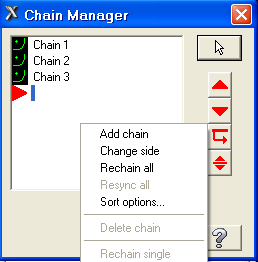 Chain Manager
Chain 1
Chain 2
Chain 3
Add chain
Change side
Rechain all
Resync all
Sort options...
Delete chain
Rechain single